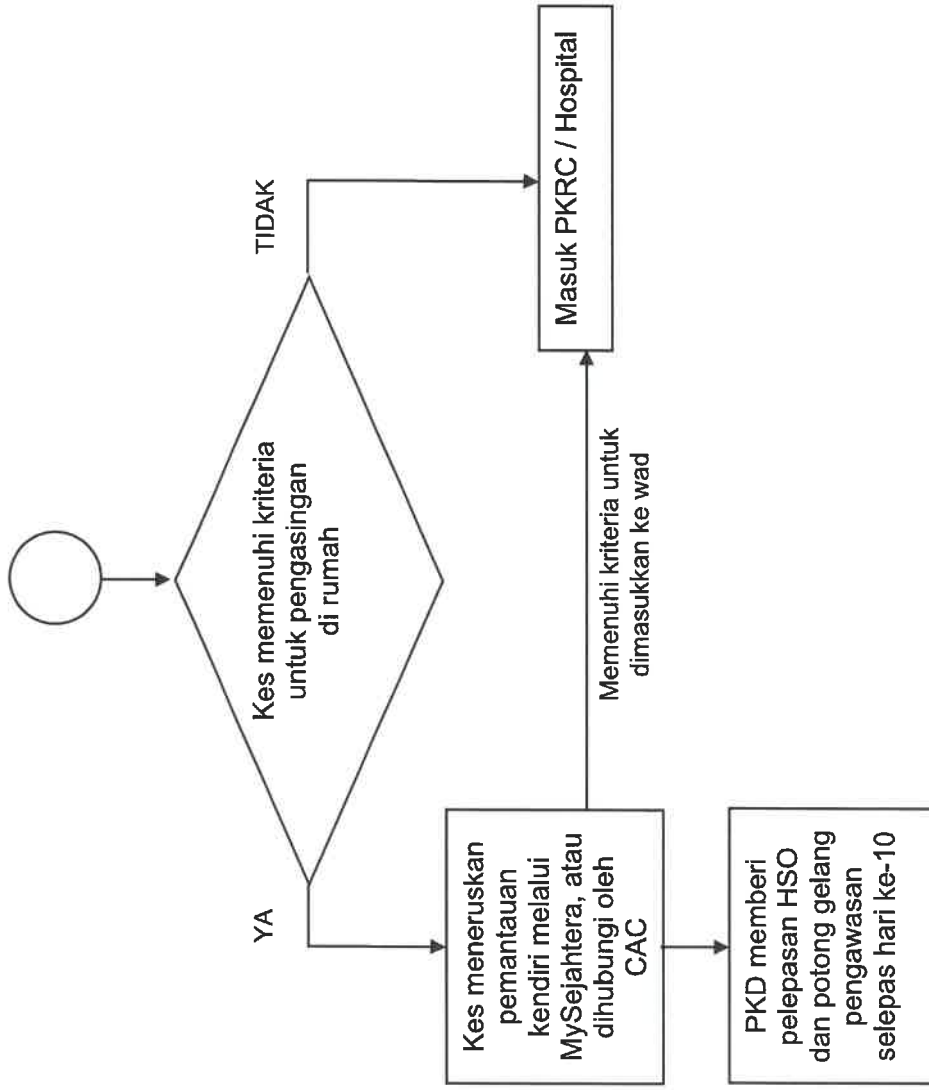 Kes memenuhi kriteria
untuk pengasingan
di rumah
YA
TIDAK
Kes meneruskan
pemantauan
kendiri melalui
MySejahtera, atau
dihubungi oleh
CAC
Memenuhi kriteria untuk
dimasukkan ke wad
Masuk PKRC / Hospital
PKD memberi
pelepasan HSO
dan potong gelang
pengawasan
selepas hari ke-10